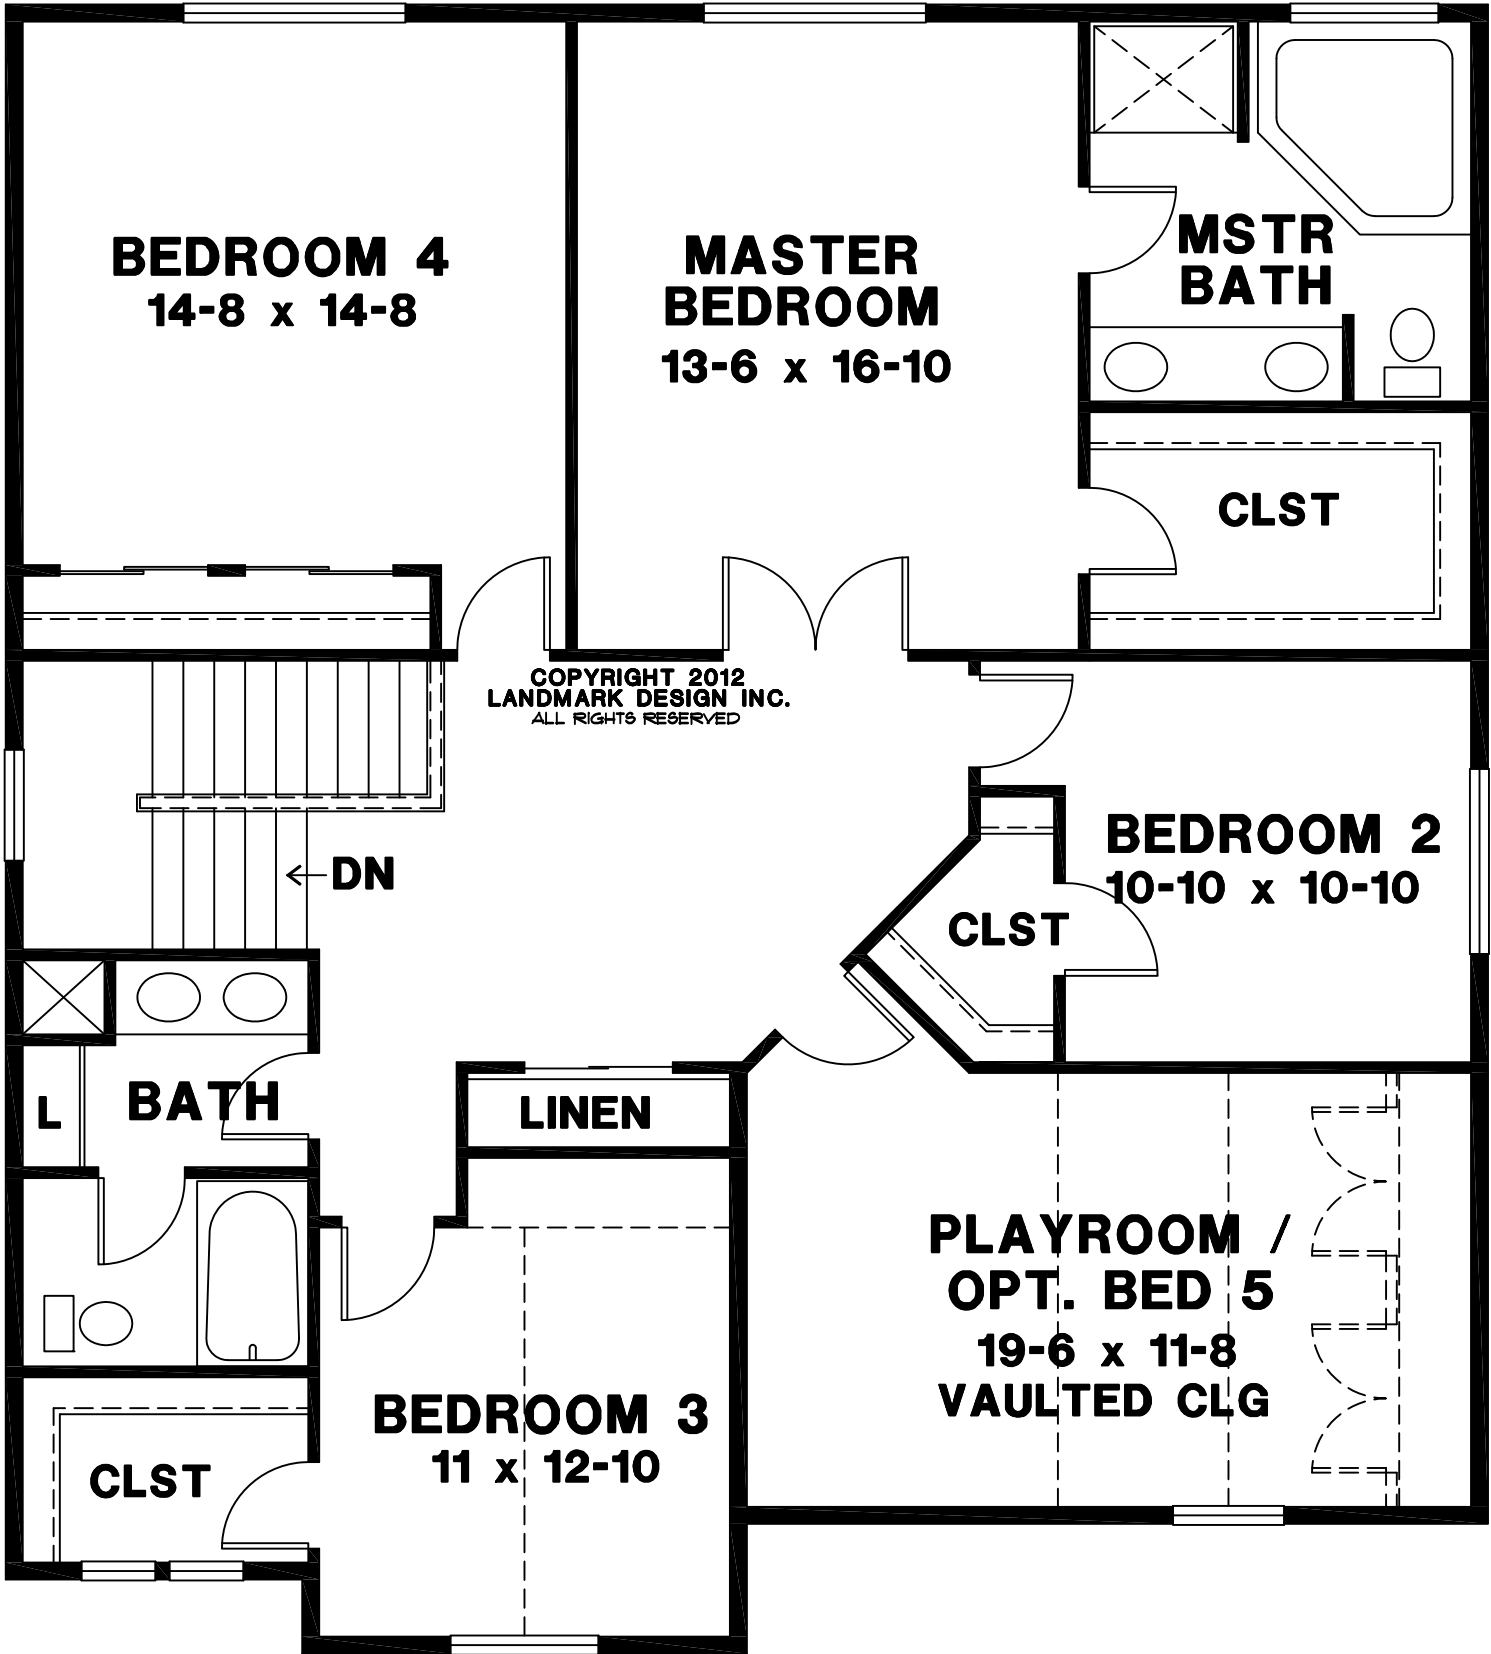 BEDROOM 4
14-8 x 14-8
MASTER
BEDROOM
13-6 x 16-10
MSTR
BATH
CLST
COPYRIGHT 2012
LANDMARK DESIGN INC.
ALL RIGHTS RESERVED
DN
BEDROOM 2
10-10 x 10-10
CLST
L
BATH
LINEN
PLAYROOM /
OPT. BED 5
19-6 x 11-8
VAULTED CLG
BEDROOM 3
11 x 12-10
CLST